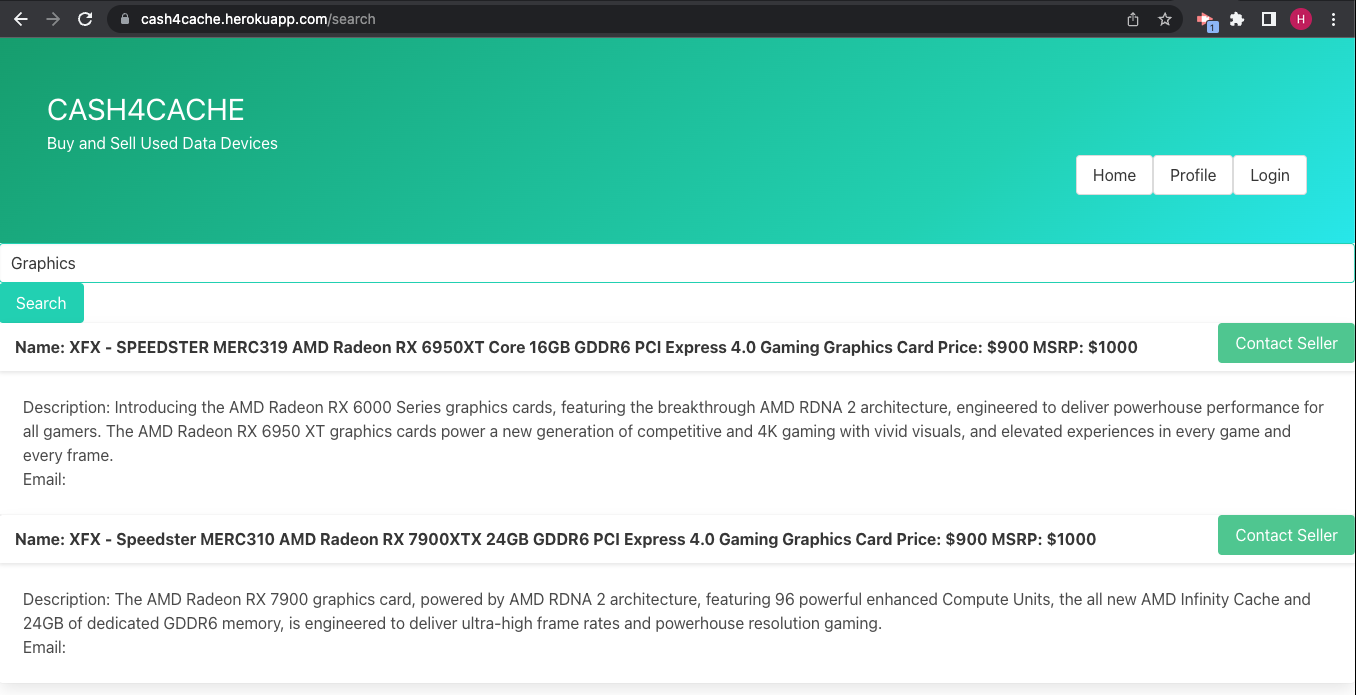 cash4cache.herokuapp.com/search
1
H
CASH4CACHE
Buy and Sell Used Data Devices
Home Profile Login
Graphics
Search
Name: XFX - SPEEDSTER MERC319 AMD Radeon RX 6950XT Core 16GB GDDR6 PCI Express 4.0 Gaming Graphics Card Price: $900 MSRP: $1000
Contact Seller
Description: Introducing the AMD Radeon RX 6000 Series graphics cards, featuring the breakthrough AMD RDNA 2 architecture, engineered to deliver powerhouse performance for
all gamers. The AMD Radeon RX 6950 XT graphics cards power a new generation of competitive and 4K gaming with vivid visuals, and elevated experiences in every game and
every frame.
Email:
Name: XFX - Speedster MERC310 AMD Radeon RX 7900XTX 24GB GDDR6 PCI Express 4.0 Gaming Graphics Card Price: $900 MSRP: $1000
Contact Seller
Description: The AMD Radeon RX 7900 graphics card, powered by AMD RDNA 2 architecture, featuring 96 powerful enhanced Compute Units, the all new AMD Infinity Cache and
24GB of dedicated GDDR6 memory, is engineered to deliver ultra-high frame rates and powerhouse resolution gaming.
Email: